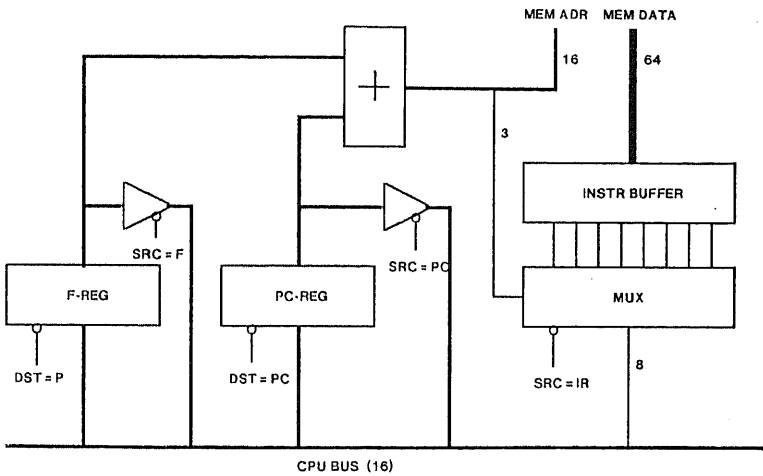 MEM ADR MEM DATA
16
64
3
INSTR BUFFER
SRC = F
SRC = PC
F-REG
PC-REG
MUX
DST = P
DST = PC
SRC = IR
8
CPU BUS (16)